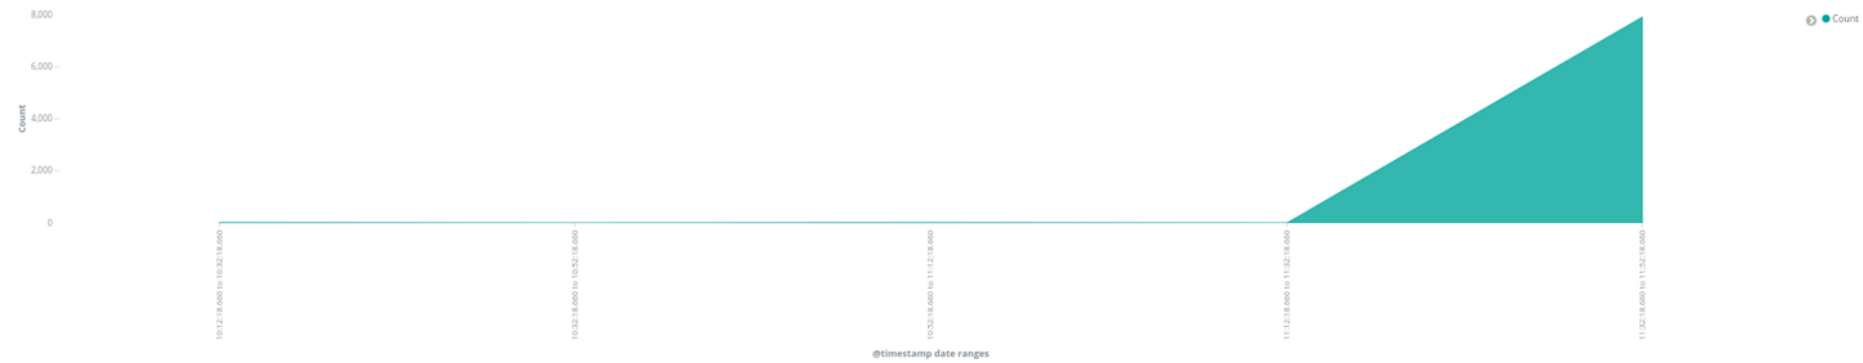 8,000
6,000
4,000
2,000
0
Count
Count
10:12:18.660 to 10:32:18.660
10:32:18.660 to 10:52:18.660
10:52:18.660 to 11:12:18.660
11:12:18.660 to 11:32:18.660
11:32:18.660 to 11:52:18.660
@timestamp date ranges